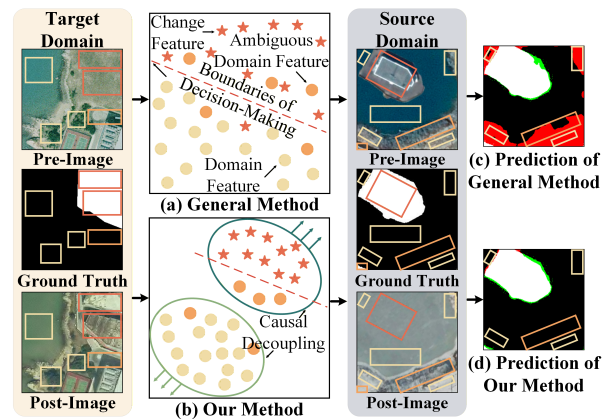 Target
Domain
Pre-Image
Ground Truth
Post-Image
Change
Feature
Ambiguous
Domain Feature
Boundaries of
Decision-Making
Domain
Feature
(a) General Method
Causal
Decoupling
(b) Our Method
Source
Domain
Pre-Image
Ground Truth
Post-Image
(c) Prediction of
General Method
(d) Prediction of
Our Method